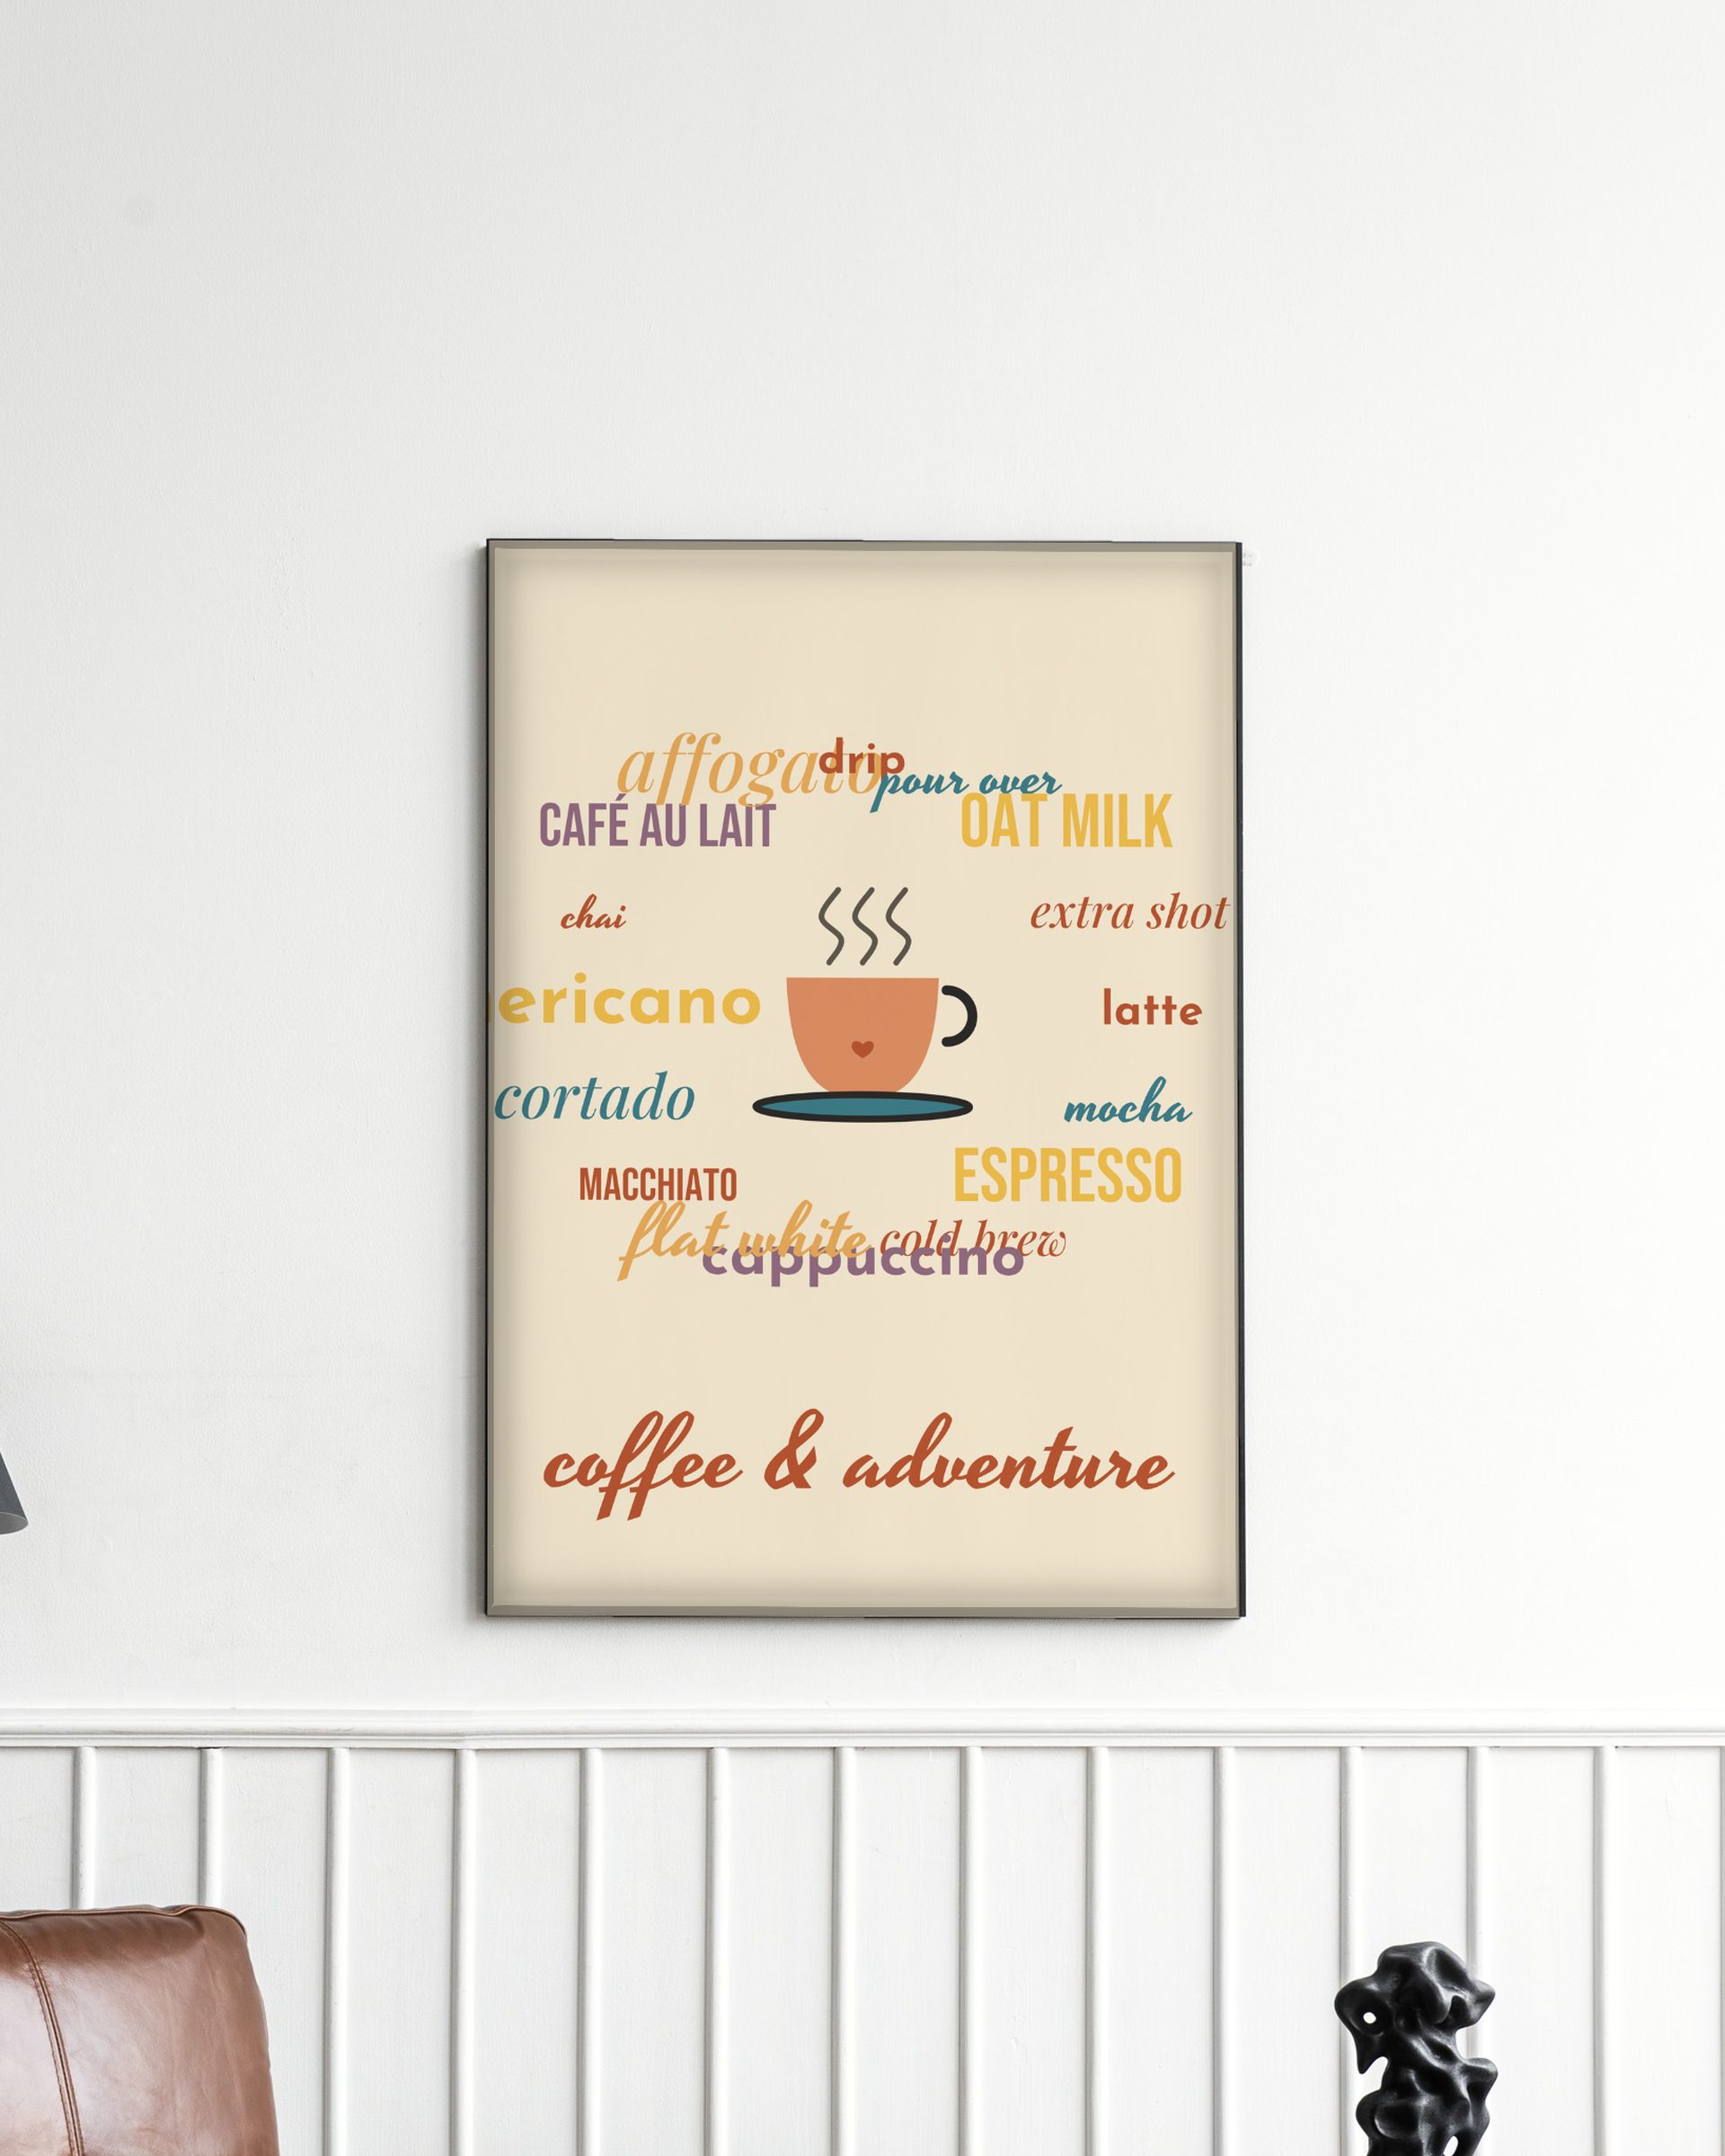 affogato drip
pour over
CAFÉ AU LAIT OAT MILK
chai extra shot
ericano latte
cortado mocha
MACCHIATO ESPRESSO
flat white cold brew
cappuccino
coffee & adventure